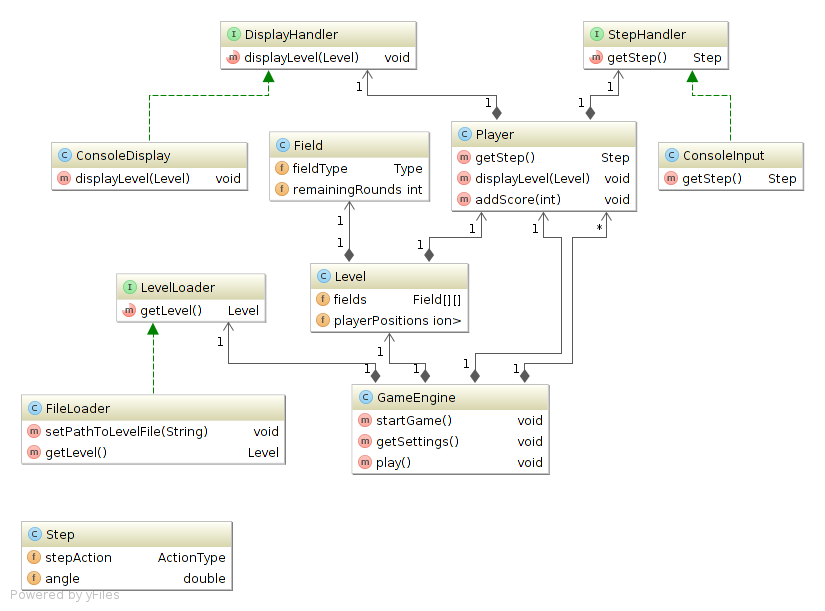 I DisplayHandler
m displayLevel(Level) void
I StepHandler
m getStep() Step
1
1
1
1
C Player
m getStep() Step
m displayLevel(Level) void
m addScore(int) void
C Field
f fieldType Type
f remainingRounds int
C ConsoleDisplay
m displayLevel(Level) void
C ConsoleInput
m getStep() Step
1
1
1
1
1
*
C Level
f fields Field[][]
f playerPositions ion>
I LevelLoader
m getLevel() Level
1
1
1
1
1
1
C GameEngine
m startGame() void
m getSettings() void
m play() void
C FileLoader
m setPathToLevelFile(String) void
m getLevel() Level
C Step
f stepAction ActionType
f angle double
Powered by yFiles